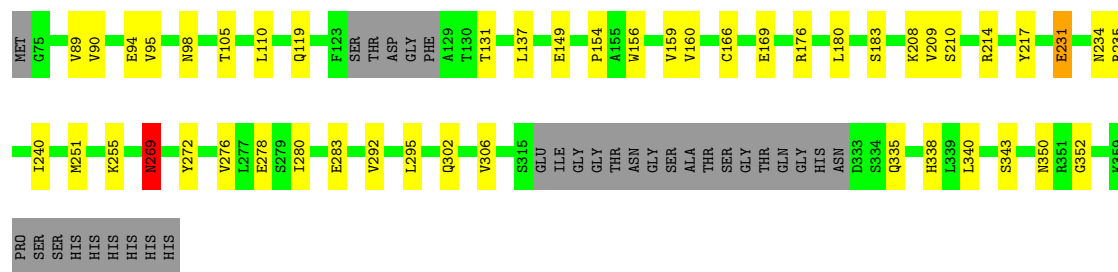 MET G75 V89 V90 E94 V95 N98 T105 L110 Q119 F123 SER THR ASP GLY PHE A129 T130 T131 L137 E149 P154 A155 W156 V159 V160 C166 E169 R176 L180 S183 K208 V209 S210 R214 Y217 E231 N234
I240 M251 K255 N269 Y272 V276 L277 E278 S279 I280 E283 V292 L295 Q302 V306 S315 GLU ILE GLY GLY THR ASN GLY SER ALA THR SER GLY THR GLN GLY HIS ASN D333 S334 Q335 H338 L339 L340 S343 N350 R351 G352
PRO SER SER HIS HIS HIS HIS HIS HIS